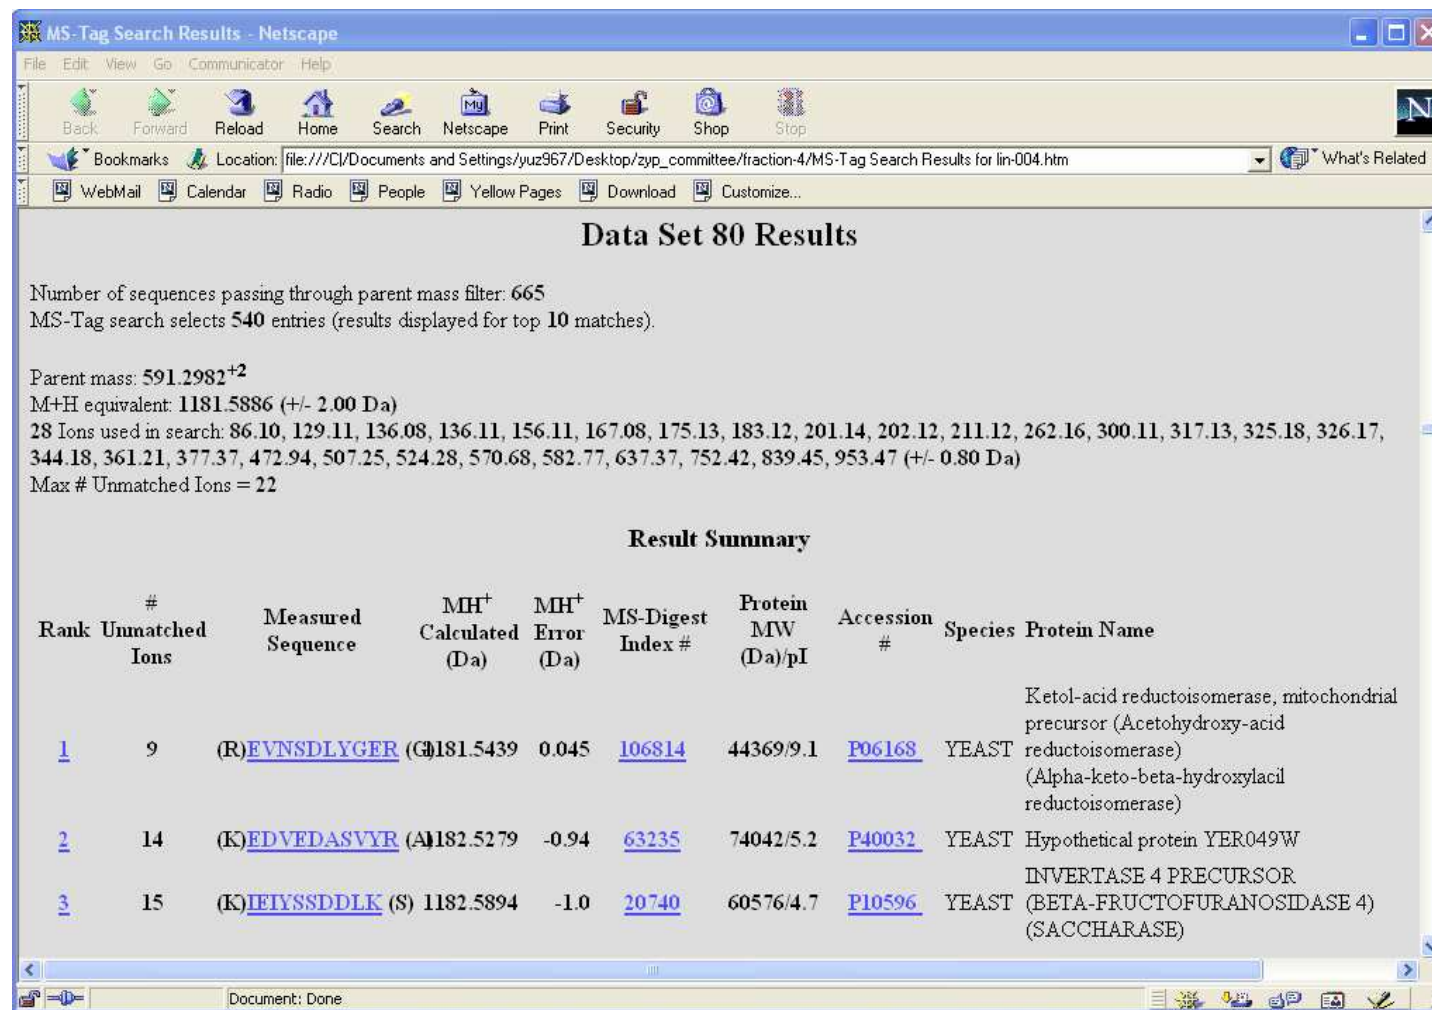 MS-Tag Search Results - Netscape
File Edit View Go Communicator Help
Back Forward Reload Home Search Netscape Print Security Shop Stop
My
N
Bookmarks Location: file:///C|/Documents and Settings/yuz967/Desktop/zyp_committee/fraction-4/MS-Tag Search Results for lin-004.htm What's Related
WebMail Calendar Radio People Yellow Pages Download Customize...
Data Set 80 Results
Number of sequences passing through parent mass filter: 665
MS-Tag search selects 540 entries (results displayed for top 10 matches).
Parent mass: 591.2982+2
M+H equivalent: 1181.5886 (+/- 2.00 Da)
28 Ions used in search: 86.10, 129.11, 136.08, 136.11, 156.11, 167.08, 175.13, 183.12, 201.14, 202.12, 211.12, 262.16, 300.11, 317.13, 325.18, 326.17,
344.18, 361.21, 377.37, 472.94, 507.25, 524.28, 570.68, 582.77, 637.37, 752.42, 839.45, 953.47 (+/- 0.80 Da)
Max # Unmatched Ions = 22
Result Summary
Rank # Unmatched Ions Measured Sequence MH+ Calculated (Da) MH+ Error (Da) MS-Digest Index # Protein MW (Da)/pI Accession # Species Protein Name
1 9 (R)EVNSDLYGER (G) 1181.5439 0.045 106814 44369/9.1 P06168 YEAST Ketol-acid reductoisomerase, mitochondrial
precursor (Acetohydroxy-acid
reductoisomerase)
(Alpha-keto-beta-hydroxylacil
reductoisomerase)
2 14 (K)EDVEDASVYR (A) 1182.5279 -0.94 63235 74042/5.2 P40032 YEAST Hypothetical protein YER049W
3 15 (K)IEIYSSDDLK (S) 1182.5894 -1.0 20740 60576/4.7 P10596 YEAST INVERTASE 4 PRECURSOR
(BETA-FRUCTOFURANOSIDASE 4)
(SACCHARASE)
Document: Done